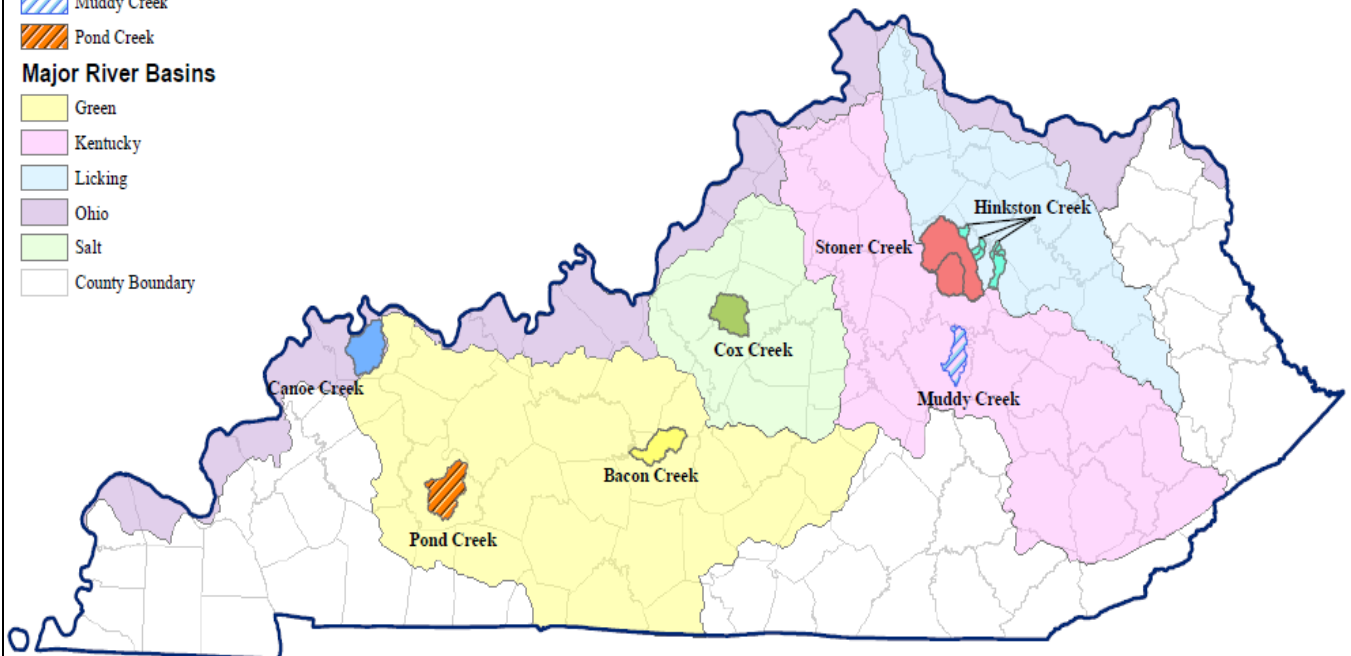 Muddy Creek
Pond Creek
Major River Basins
Green
Kentucky
Licking
Ohio
Salt
County Boundary
Hinkston Creek
Stoner Creek
Cox Creek
Canoe Creek
Muddy Creek
Bacon Creek
Pond Creek